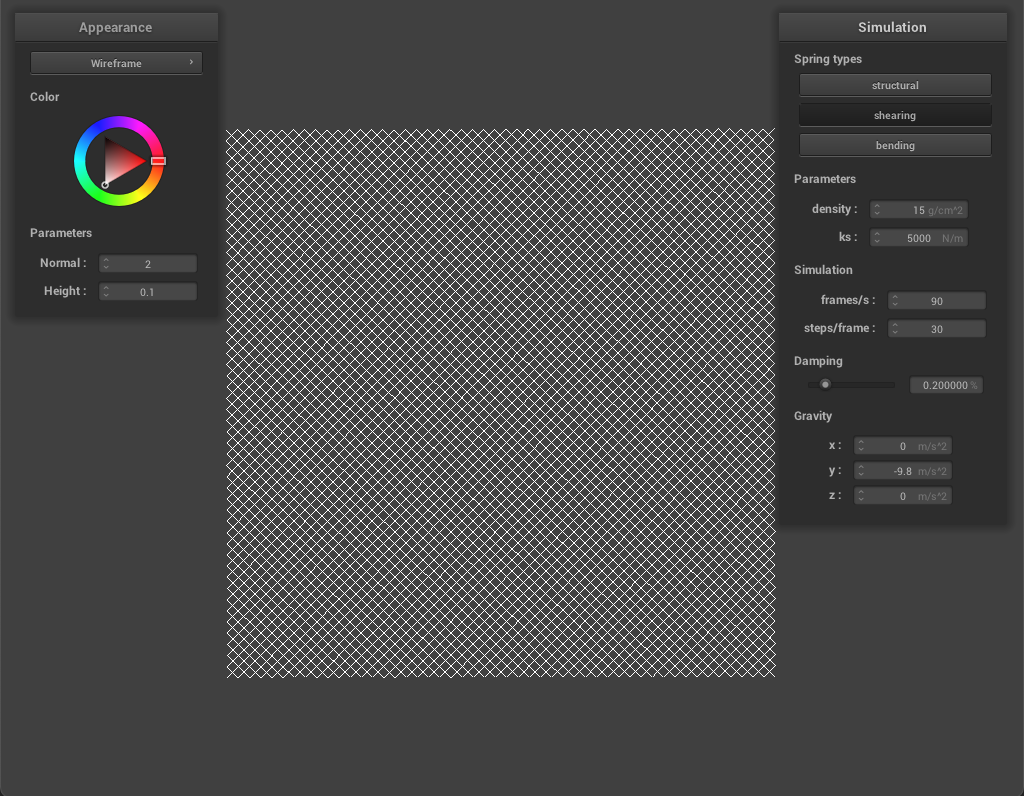 Appearance
Wireframe
Color
Parameters
Normal : 2
Height : 0.1
Simulation
Spring types
structural
shearing
bending
Parameters
density : 15 g/cm^2
ks : 5000 N/m
Simulation
frames/s : 90
steps/frame : 30
Damping
0.200000 %
Gravity
x : 0 m/s^2
y : -9.8 m/s^2
z : 0 m/s^2